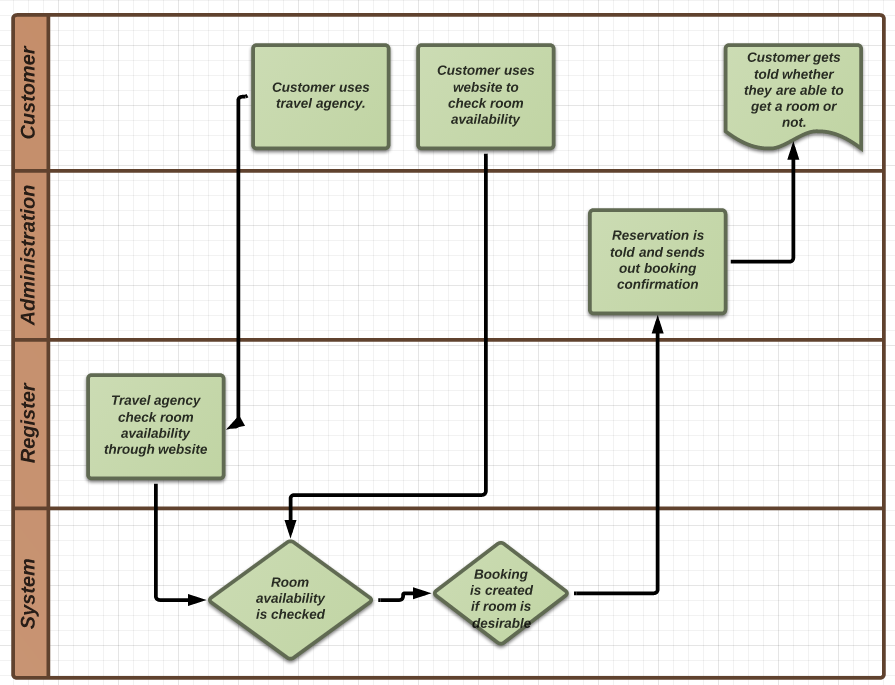 Customer
Customer uses
travel agency.
Customer uses
website to
check room
availability
Customer gets
told whether
they are able to
get a room or
not.
Administration
Reservation is
told and sends
out booking
confirmation
Register
Travel agency
check room
availability
through website
System
Room
availability
is checked
Booking
is created
if room is
desirable